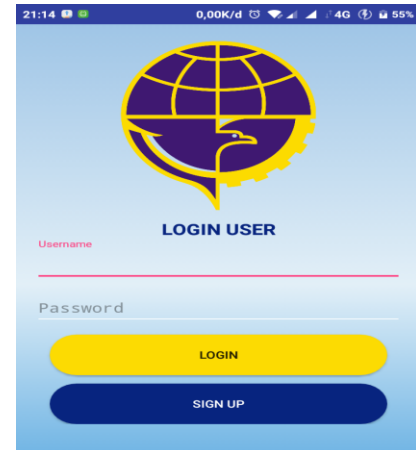 21:14 0,00K/d 4G 55%
LOGIN USER
Username
Password
LOGIN
SIGN UP